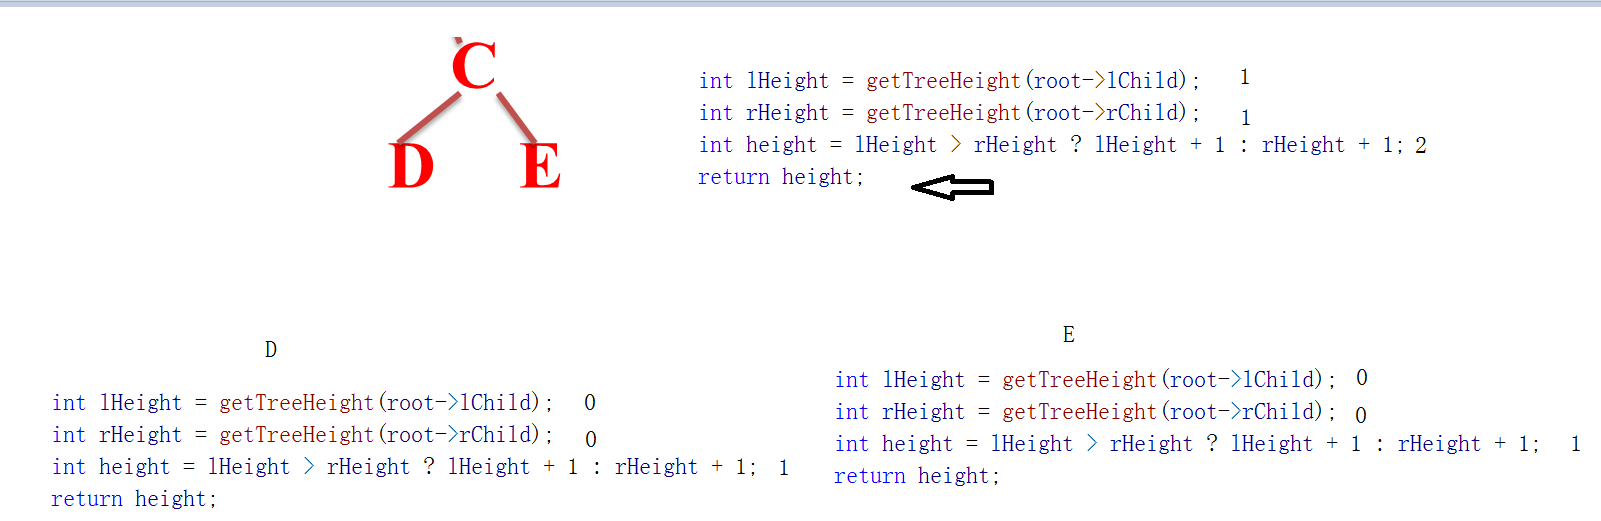 C
D E
int lHeight = getTreeHeight(root->lChild); 1
int rHeight = getTreeHeight(root->rChild); 1
int height = lHeight > rHeight ? lHeight + 1 : rHeight + 1; 2
return height;
D
int lHeight = getTreeHeight(root->lChild); 0
int rHeight = getTreeHeight(root->rChild); 0
int height = lHeight > rHeight ? lHeight + 1 : rHeight + 1; 1
return height;
E
int lHeight = getTreeHeight(root->lChild); 0
int rHeight = getTreeHeight(root->rChild); 0
int height = lHeight > rHeight ? lHeight + 1 : rHeight + 1; 1
return height;